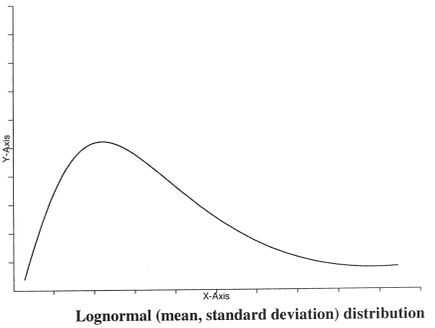 Y-Axis
X-Axis
Lognormal (mean, standard deviation) distribution